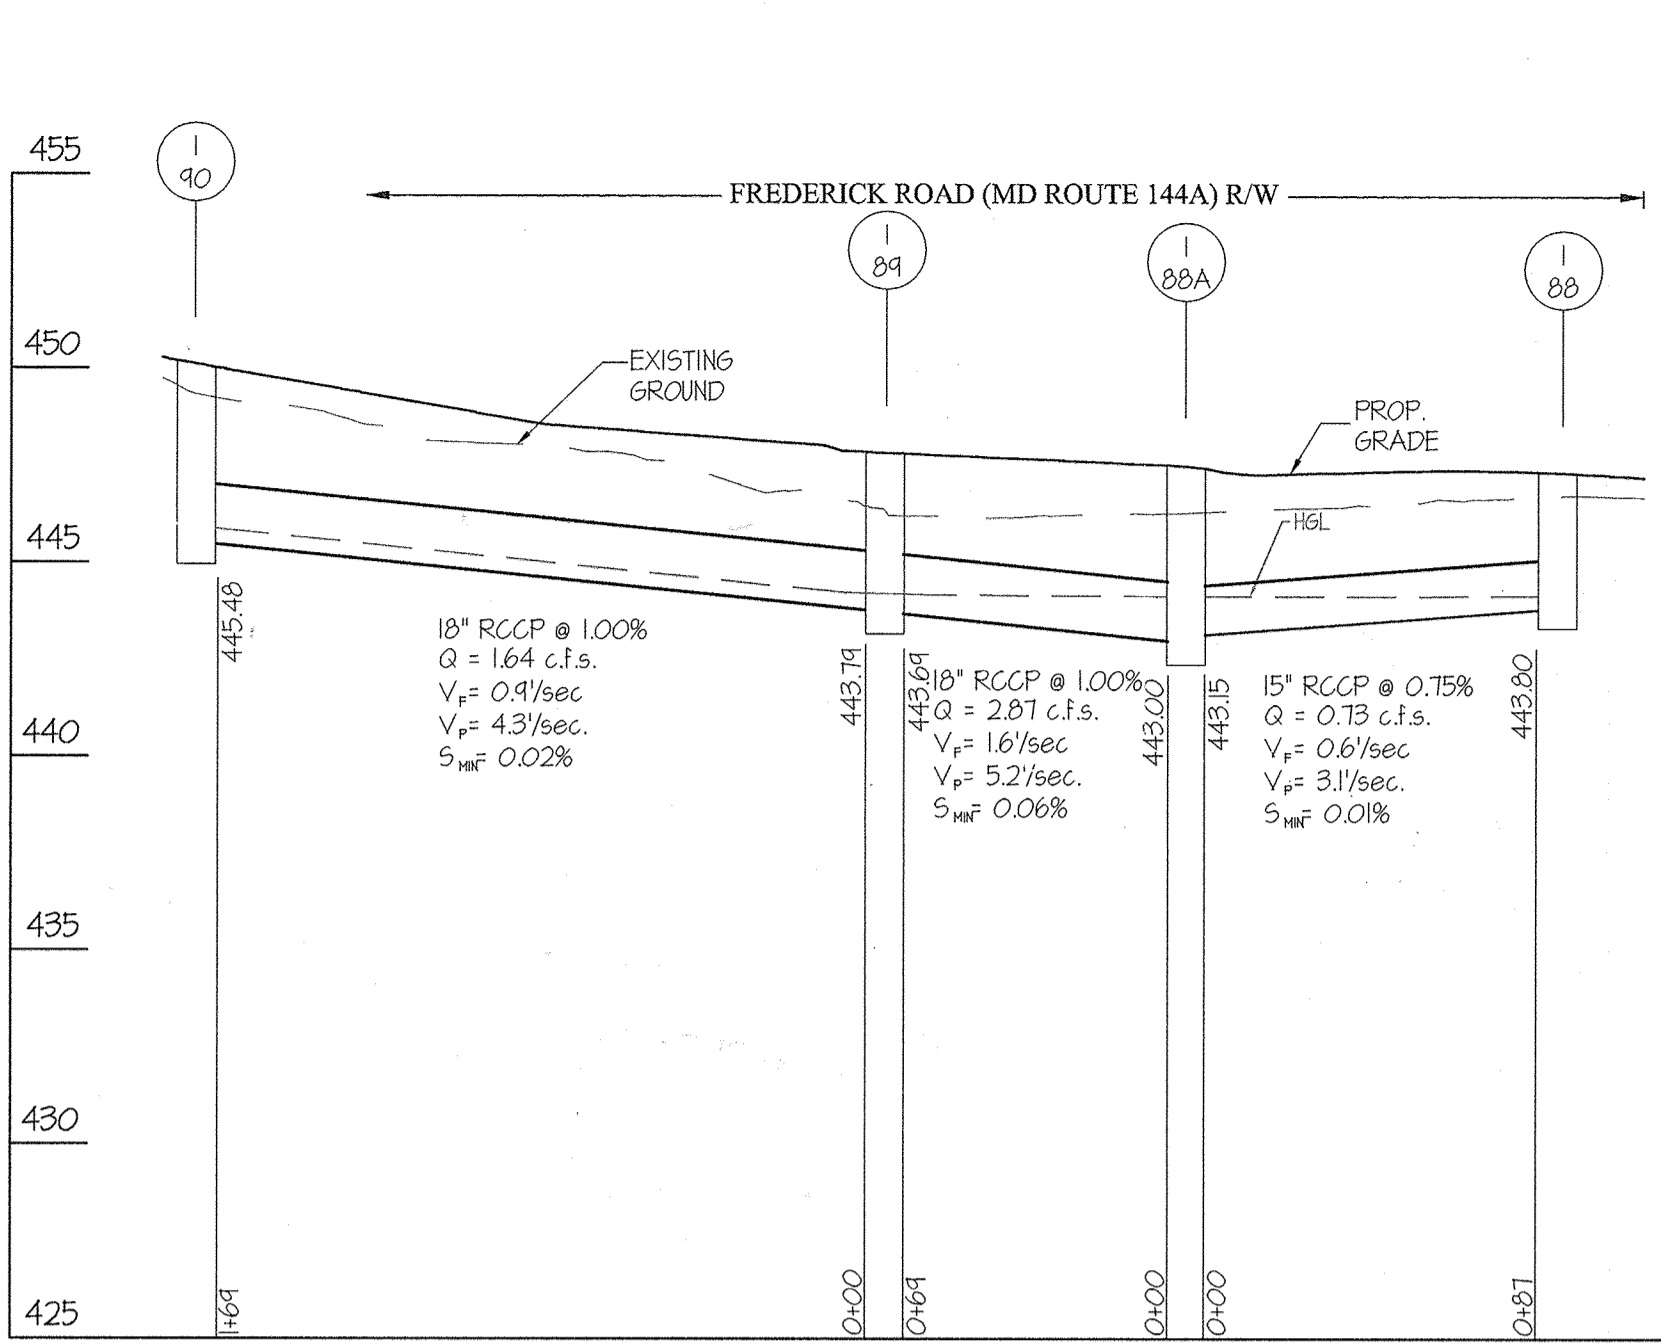 455
I
90
FREDERICK ROAD (MD ROUTE 144A) R/W
I
89
I
88A
I
88
450
EXISTING
GROUND
PROP.
GRADE
445
HGL
445.48
18" RCCP @ 1.00%
Q = 1.64 c.f.s.
VF= 0.9'/sec
VP= 4.3'/sec.
SMIN= 0.02%
443.79
443.69
18" RCCP @ 1.00%
Q = 2.87 c.f.s.
VF= 1.6'/sec
VP= 5.2'/sec.
SMIN= 0.06%
443.00
443.15
15" RCCP @ 0.75%
Q = 0.73 c.f.s.
VF= 0.6'/sec
VP= 3.1'/sec.
SMIN= 0.01%
443.80
440
435
430
425
1+69
0+00
0+69
0+00
0+00
0+87